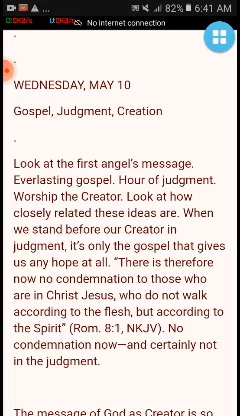 82% 6:41 AM
0:0KB/s U:0KB/s No internet connection
.
.
WEDNESDAY, MAY 10
Gospel, Judgment, Creation
.
Look at the first angel's message.
Everlasting gospel. Hour of judgment.
Worship the Creator. Look at how
closely related these ideas are. When
we stand before our Creator in
judgment, it's only the gospel that gives
us any hope at all. “There is therefore
now no condemnation to those who
are in Christ Jesus, who do not walk
according to the flesh, but according to
the Spirit” (Rom. 8:1, NKJV). No
condemnation now—and certainly not
in the judgment.
The message of God as Creator is so